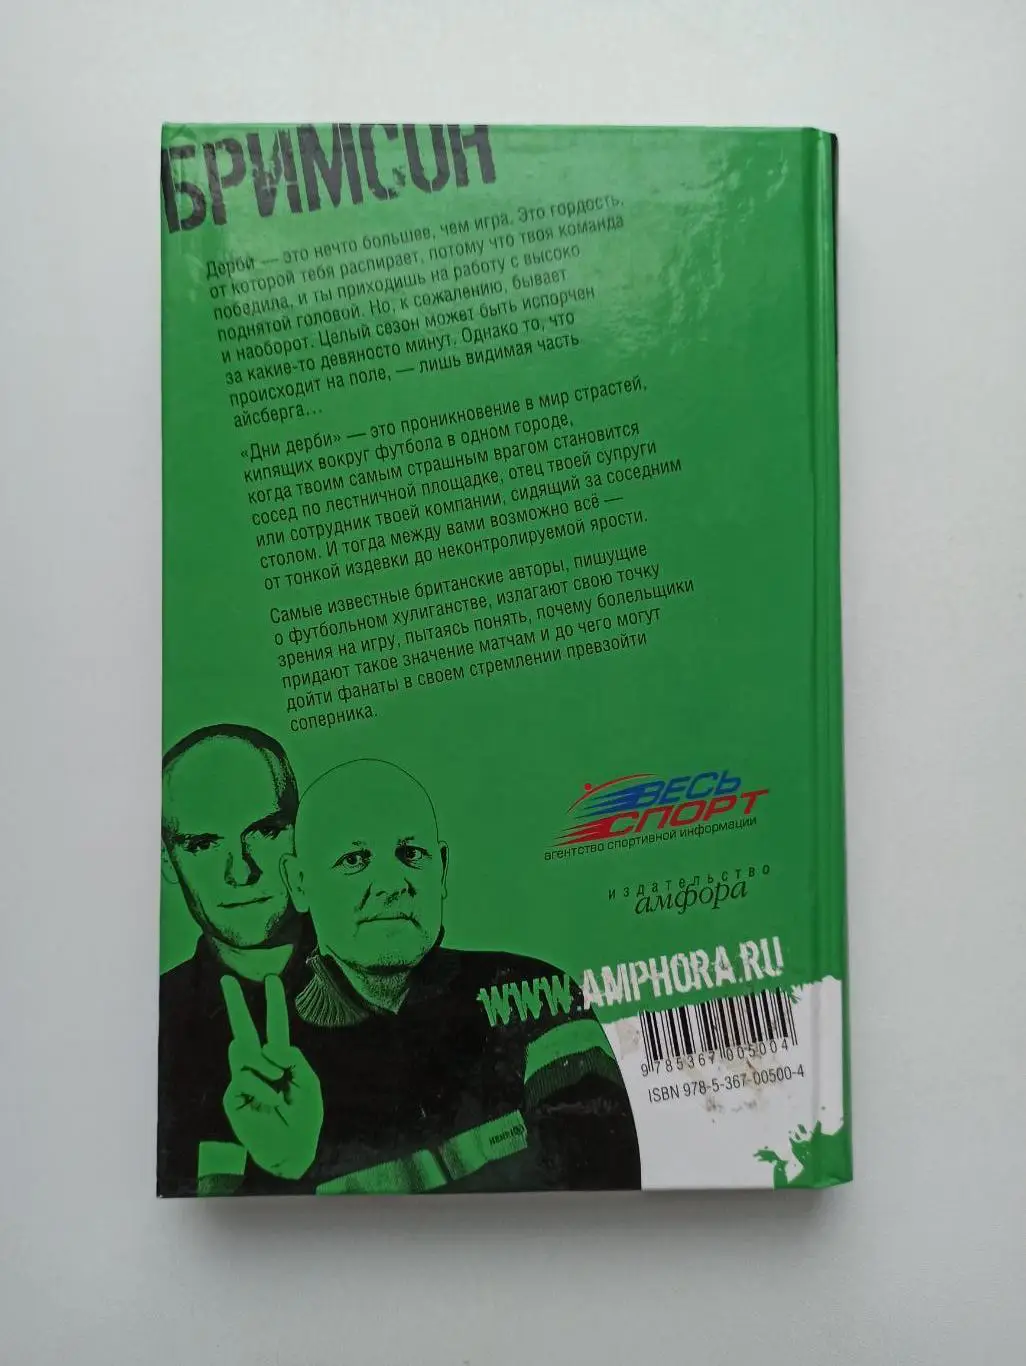 БРИМСОН
Дерби — это нечто большее, чем игра. Это гордость,
от которой тебя распирает, потому что твоя команда
победила, и ты приходишь на работу с высоко
поднятой головой. Но, к сожалению, бывает
и наоборот. Целый сезон может быть испорчен
за какие-то девяносто минут. Однако то, что
происходит на поле, — лишь видимая часть
айсберга...
«Дни дерби» — это проникновение в мир страстей,
кипящих вокруг футбола в одном городе,
когда твоим самым страшным врагом становится
сосед по лестничной площадке, отец твоей супруги
или сотрудник твоей компании, сидящий за соседним
столом. И тогда между вами возможно всё —
от тонкой издевки до неконтролируемой ярости.
Самые известные британские авторы, пишущие
о футбольном хулиганстве, излагают свою точку
зрения на игру, пытаясь понять, почему болельщики
придают такое значение матчам и до чего могут
дойти фанаты в своем стремлении превзойти
соперника.
ВЕСЬ
СПОРТ
агентство спортивной информации
издательство
амфора
WWW.AMPHORA.RU
9 785367 005004
ISBN 978-5-367-00500-4